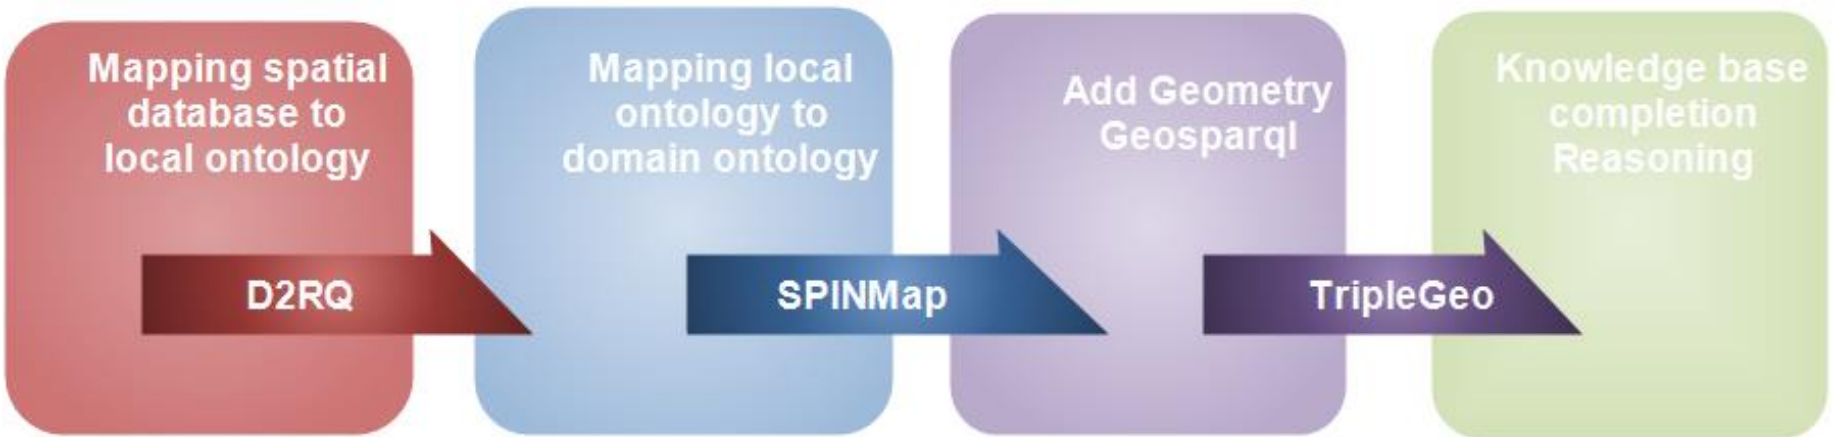 Mapping spatial
database to
local ontology
D2RQ
Mapping local
ontology to
domain ontology
SPINMap
Add Geometry
Geosparql
TripleGeo
Knowledge base
completion
Reasoning